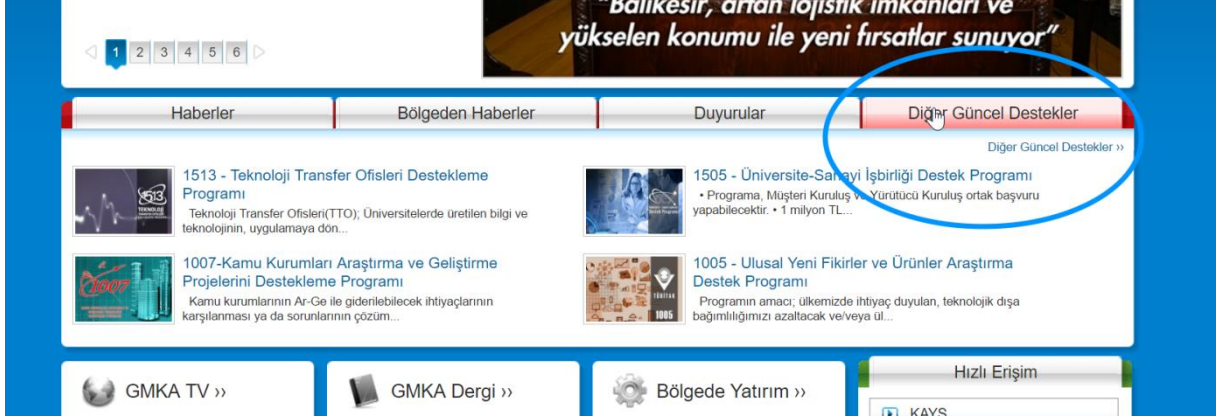 "Balıkesir, artan lojistik imkanları ve
yükselen konumu ile yeni fırsatlar sunuyor"
1 2 3 4 5 6
Haberler
Bölgeden Haberler
Duyurular
Diğer Güncel Destekler
Diğer Güncel Destekler ››
1513
1513 - Teknoloji Transfer Ofisleri Destekleme
Programı
Teknoloji Transfer Ofisleri(TTO); Üniversitelerde üretilen bilgi ve
teknolojinin, uygulamaya dön...
1505 - Üniversite-Sanayi İşbirliği Destek Programı
• Programa, Müşteri Kuruluş ve Yürütücü Kuruluş ortak başvuru
yapabilecektir. • 1 milyon TL...
1007
1007-Kamu Kurumları Araştırma ve Geliştirme
Projelerini Destekleme Programı
Kamu kurumlarının Ar-Ge ile giderilebilecek ihtiyaçlarının
karşılanması ya da sorunlarının çözüm...
TÜBİTAK
1005
1005 - Ulusal Yeni Fikirler ve Ürünler Araştırma
Destek Programı
Programın amacı; ülkemizde ihtiyaç duyulan, teknolojik dışa
bağımlılığımızı azaltacak ve/veya ül...
GMKA TV ››
GMKA Dergi ››
Bölgede Yatırım ››
Hızlı Erişim
KAYS